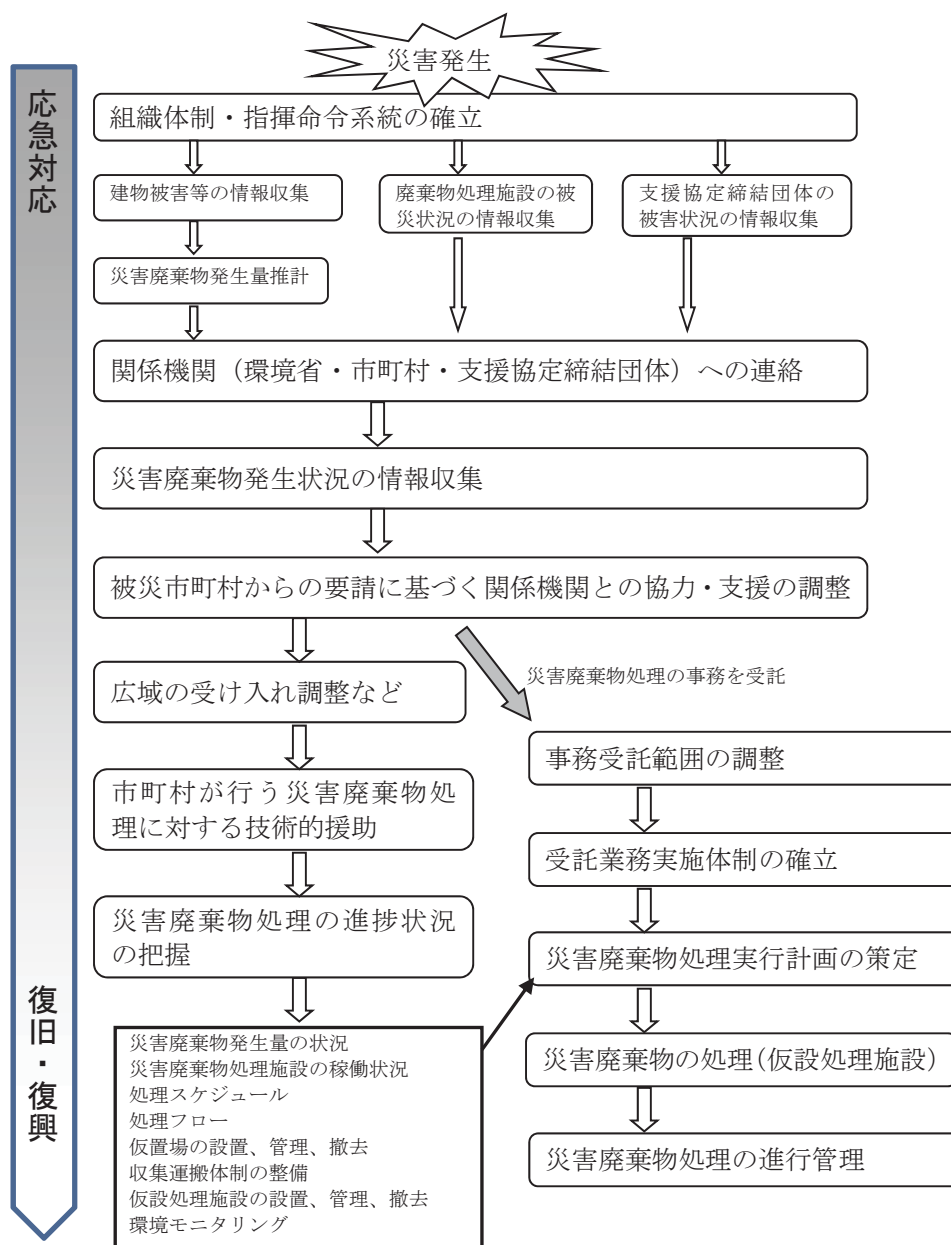 災害発生
応急対応
組織体制・指揮命令系統の確立
建物被害等の情報収集
廃棄物処理施設の被
災状況の情報収集
支援協定締結団体の
被害状況の情報収集
災害廃棄物発生量推計
関係機関（環境省・市町村・支援協定締結団体）への連絡
災害廃棄物発生状況の情報収集
被災市町村からの要請に基づく関係機関との協力・支援の調整
広域の受け入れ調整など
市町村が行う災害廃棄物処
理に対する技術的援助
災害廃棄物処理の進捗状況
の把握
災害廃棄物発生量の状況
災害廃棄物処理施設の稼働状況
処理スケジュール
処理フロー
仮置場の設置、管理、撤去
収集運搬体制の整備
仮設処理施設の設置、管理、撤去
環境モニタリング
災害廃棄物処理の事務を受託
事務受託範囲の調整
受託業務実施体制の確立
災害廃棄物処理実行計画の策定
災害廃棄物の処理（仮設処理施設）
災害廃棄物処理の進行管理
復旧・復興